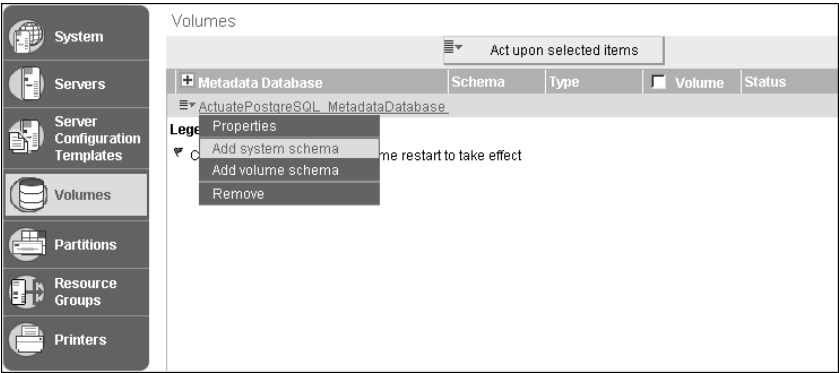 Volumes
System
Servers
Server
Configuration
Templates
Volumes
Partitions
Resource
Groups
Printers
Act upon selected items
Metadata Database Schema Type Volume Status
ActuatePostgreSQL_MetadataDatabase
Lege
Properties
Add system schema
Add volume schema
Remove
me restart to take effect